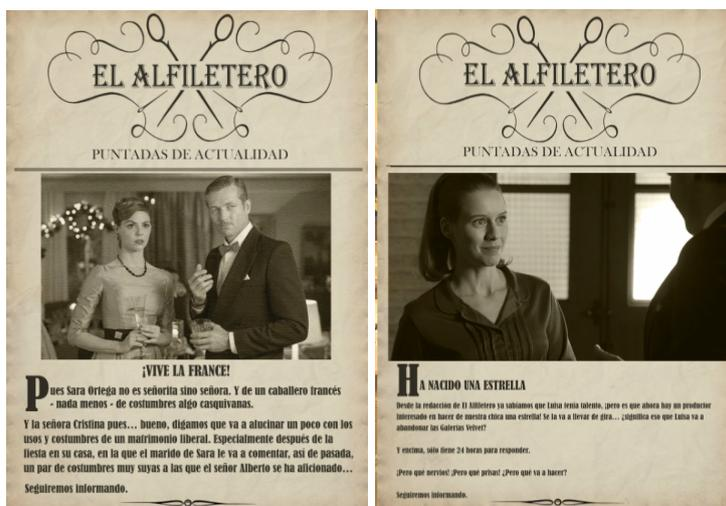 EL ALFILETERO
PUNTADAS DE ACTUALIDAD
¡VIVE LA FRANCE!
Pues Sara Ortega no es señorita sino señora. Y de un caballero francés
- nada menos - de costumbres algo casquivanas.
Y la señora Cristina pues... bueno, digamos que va a alucinar un poco con los
usos y costumbres de un matrimonio liberal. Especialmente después de la
fiesta en su casa, en la que el marido de Sara le va a comentar, así de pasada,
un par de costumbres muy suyas a las que el señor Alberto se ha aficionado...
Seguiremos informando.
EL ALFILETERO
PUNTADAS DE ACTUALIDAD
HA NACIDO UNA ESTRELLA
Desde la redacción de El Alfiletero ya sabíamos que Luisa tenía talento, ¡pero es que ahora hay un productor
interesado en hacer de nuestra chica una estrella! Se la va a llevar de gira... ¿significa eso que Luisa va a
abandonar las Galerías Velvet?
Y encima, sólo tiene 24 horas para responder.
¡Pero qué nervios! ¡Pero qué prisas! ¿Pero qué va a hacer?
Seguiremos informando.